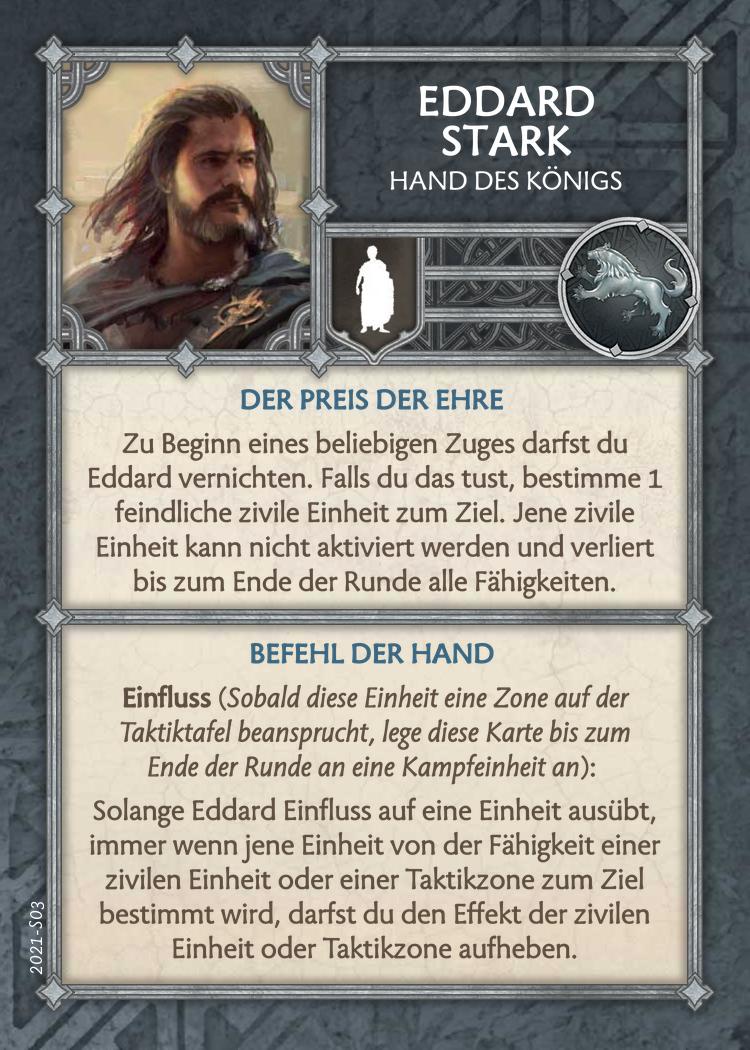 EDDARD
STARK
HAND DES KÖNIGS
DER PREIS DER EHRE
Zu Beginn eines beliebigen Zuges darfst du
Eddard vernichten. Falls du das tust, bestimme 1
feindliche zivile Einheit zum Ziel. Jene zivile
Einheit kann nicht aktiviert werden und verliert
bis zum Ende der Runde alle Fähigkeiten.
BEFEHL DER HAND
Einfluss (Sobald diese Einheit eine Zone auf der
Taktiktafel beansprucht, lege diese Karte bis zum
Ende der Runde an eine Kampfeinheit an):
Solange Eddard Einfluss auf eine Einheit ausübt,
immer wenn jene Einheit von der Fähigkeit einer
zivilen Einheit oder einer Taktikzone zum Ziel
bestimmt wird, darfst du den Effekt der zivilen
Einheit oder Taktikzone aufheben.
2021-S03